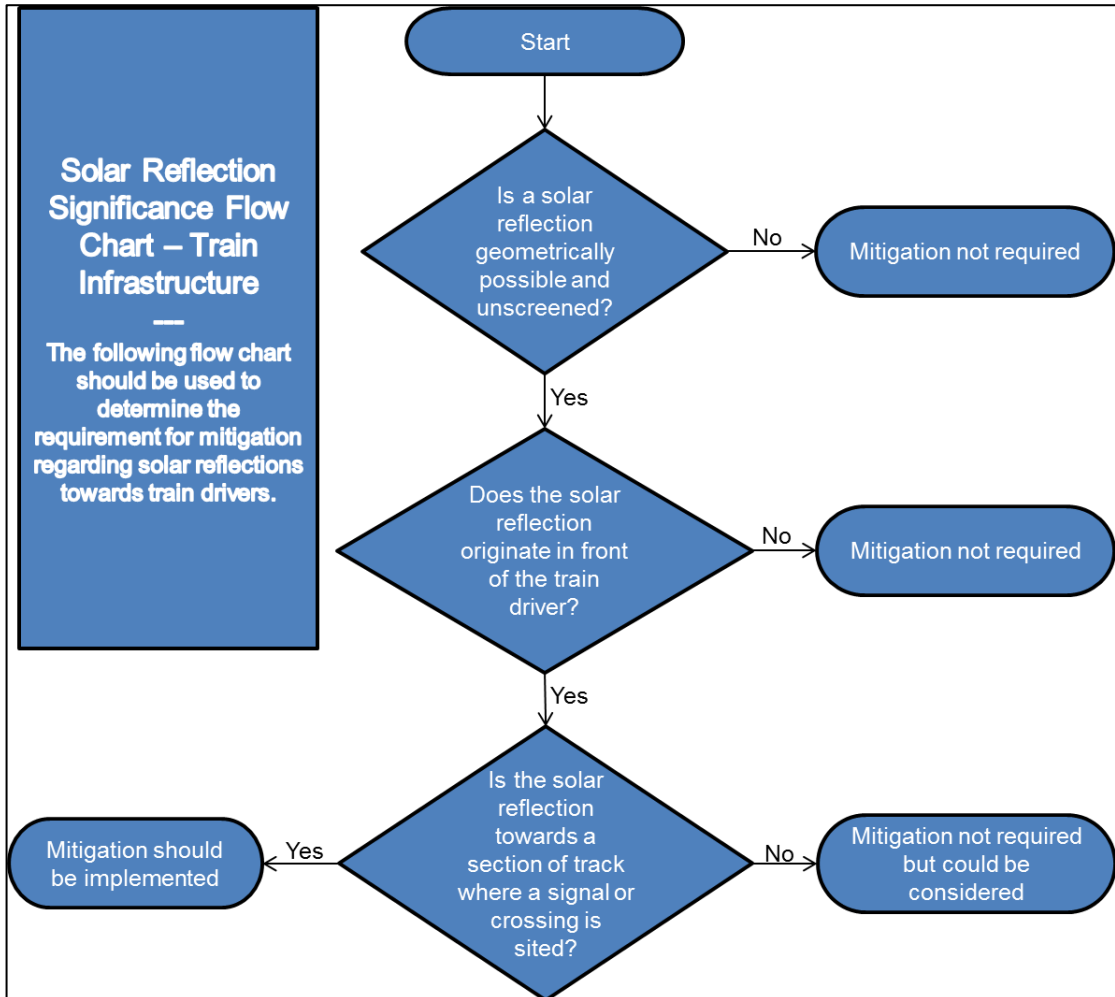 Solar Reflection
Significance Flow
Chart – Train
Infrastructure
---
The following flow chart
should be used to
determine the
requirement for mitigation
regarding solar reflections
towards train drivers.
Start
Is a solar
reflection
geometrically
possible and
unscreened?
No
Mitigation not required
Yes
Does the solar
reflection
originate in front
of the train
driver?
No
Mitigation not required
Yes
Is the solar
reflection
towards a
section of track
where a signal or
crossing is
sited?
Yes
Mitigation should
be implemented
No
Mitigation not required
but could be
considered